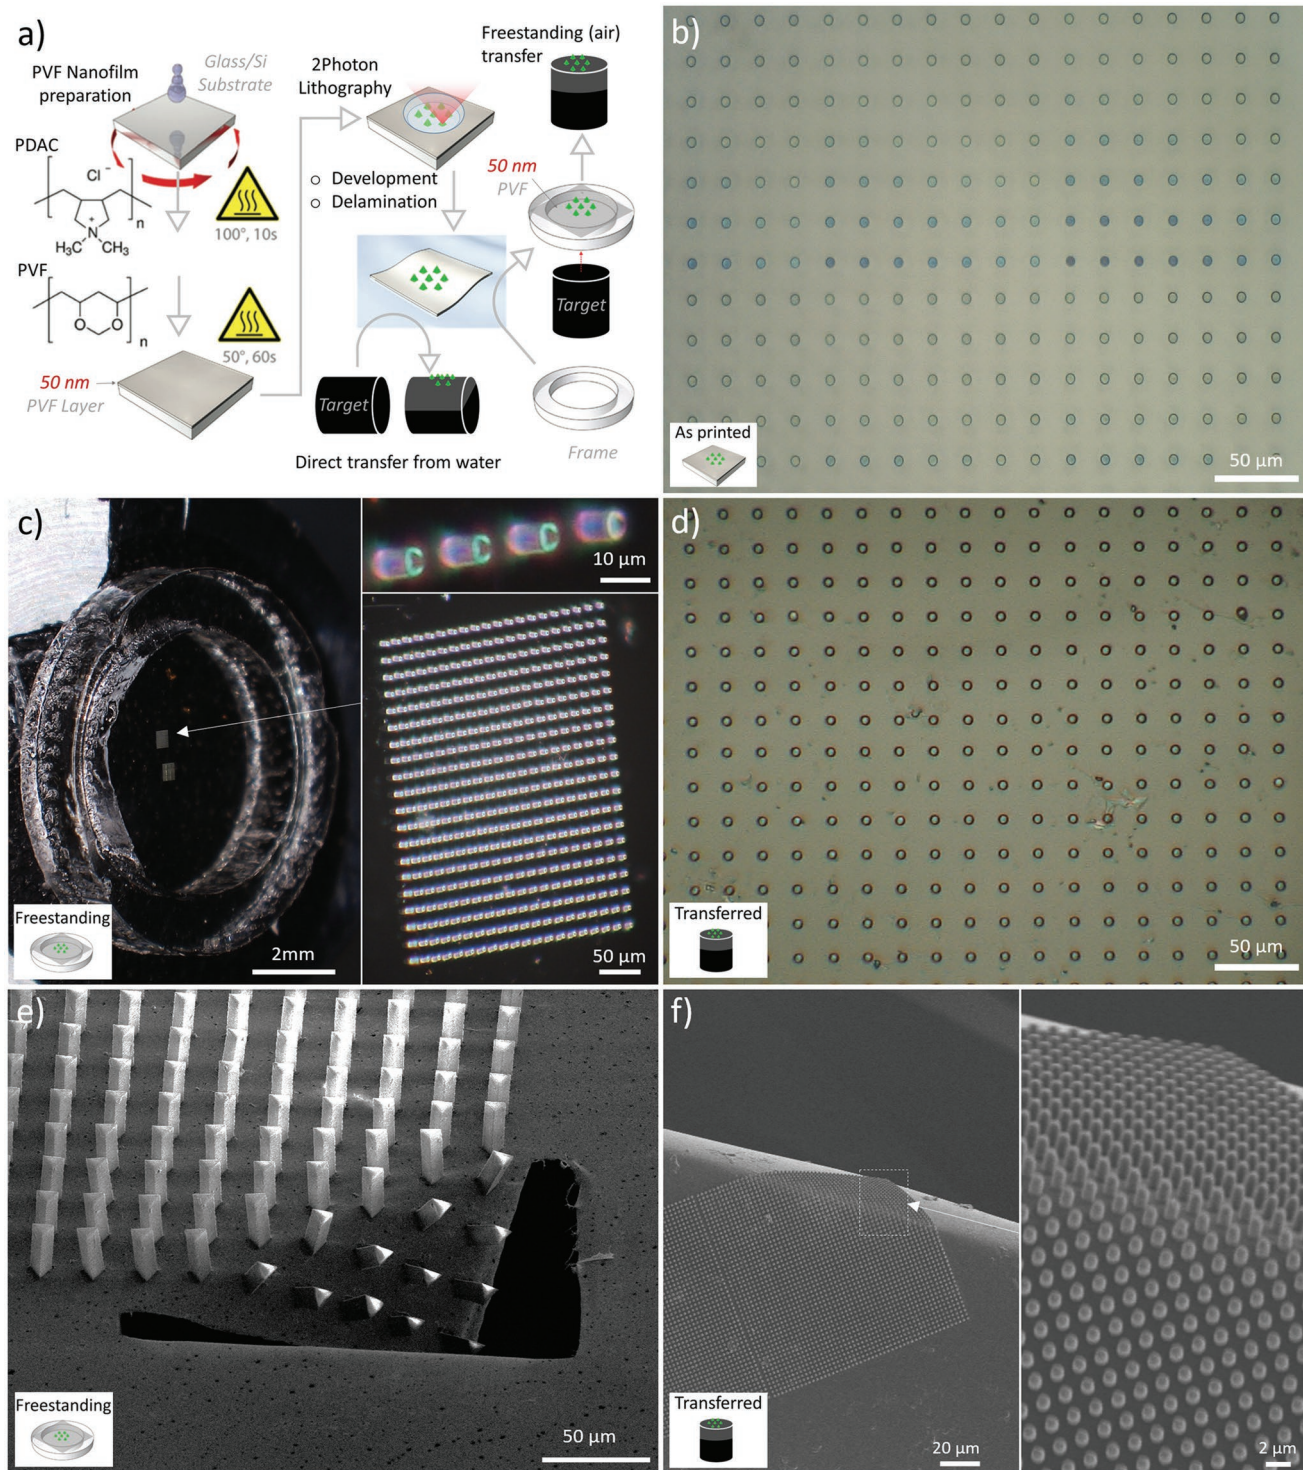 a)
PVF Nanofilm
preparation
Glass/Si
Substrate
PDAC
Cl -
n
N
+
H₃C
CH₃
100°, 10s
PVF
O
O
n
50°, 60s
50 nm
PVF Layer
2Photon
Lithography
Development
Delamination
Target
Direct transfer from water
Freestanding (air)
transfer
50 nm
PVF
Target
Frame
b)
As printed
50 µm
c)
Freestanding
2mm
10 µm
50 µm
d)
Transferred
50 µm
e)
Freestanding
50 µm
f)
Transferred
20 µm
2 µm